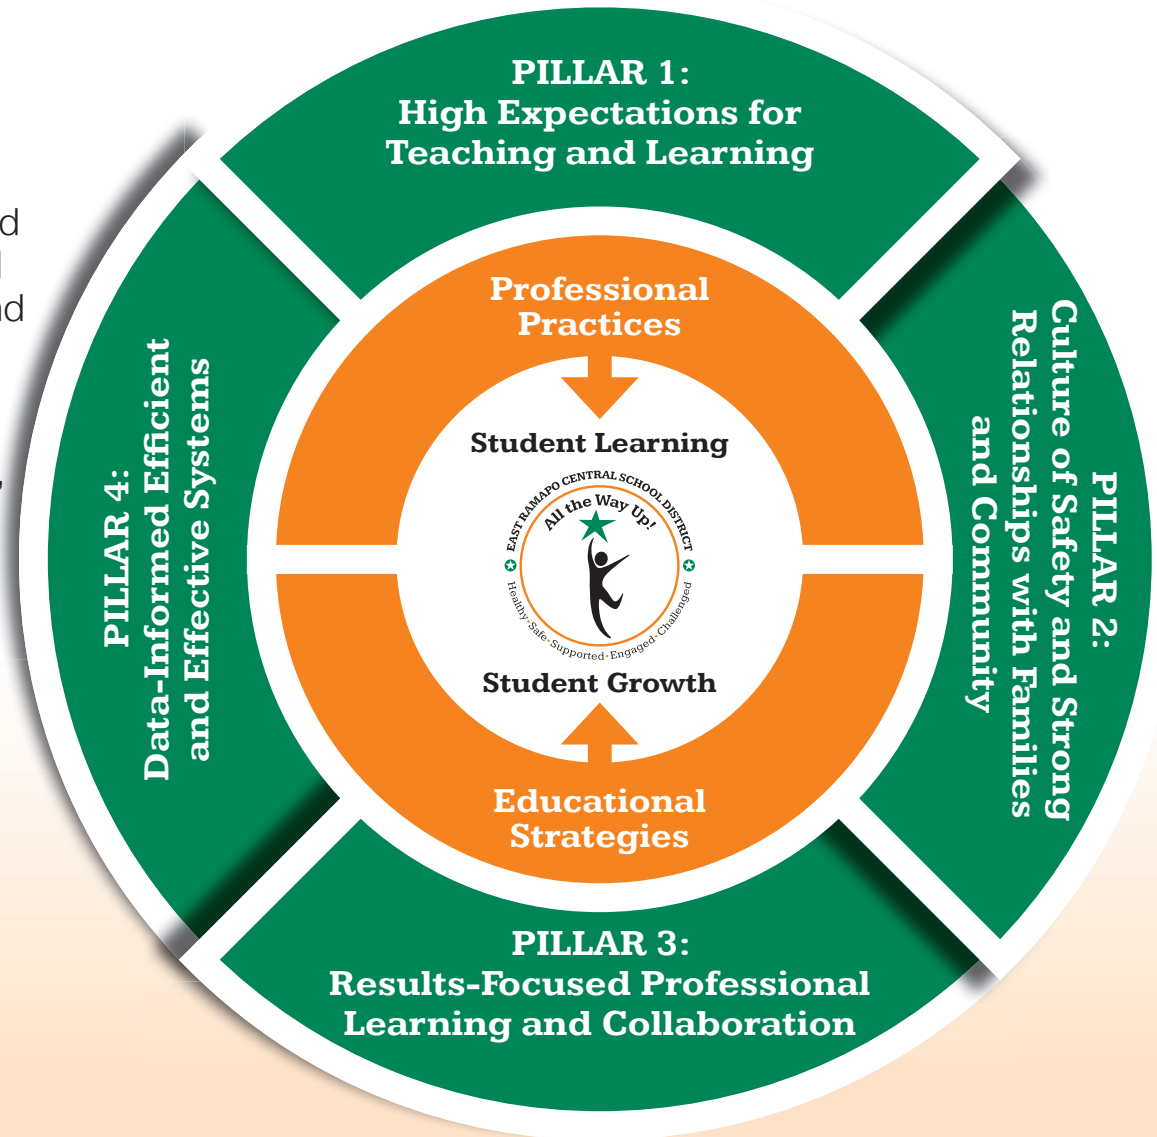 PILLAR 1:
High Expectations for
Teaching and Learning
PILLAR 2:
Culture of Safety and Strong
Relationships with Families
and Community
PILLAR 3:
Results-Focused Professional
Learning and Collaboration
PILLAR 4:
Data-Informed Efficient
and Effective Systems
Professional
Practices
Student Learning
EAST RAMAPO CENTRAL SCHOOL DISTRICT
All the Way Up!
Healthy·Safe·Supported·Engaged·Challenged
Student Growth
Educational
Strategies